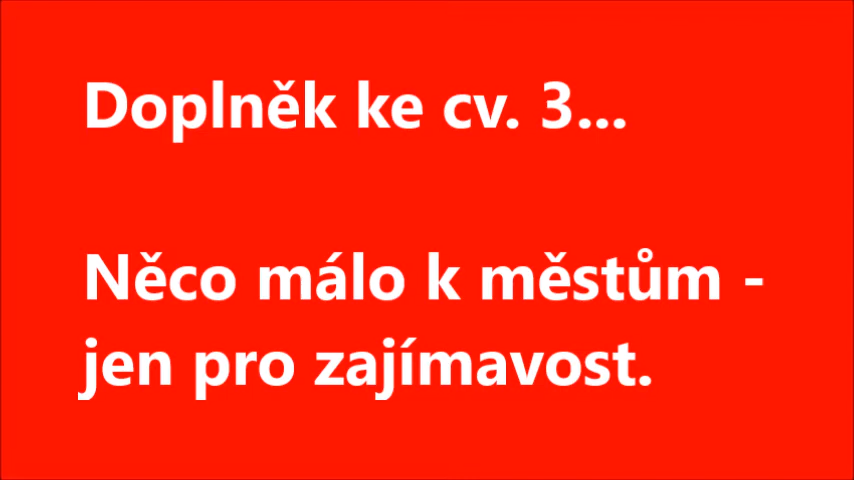 Doplněk ke cv. 3...
Něco málo k městům -
jen pro zajímavost.